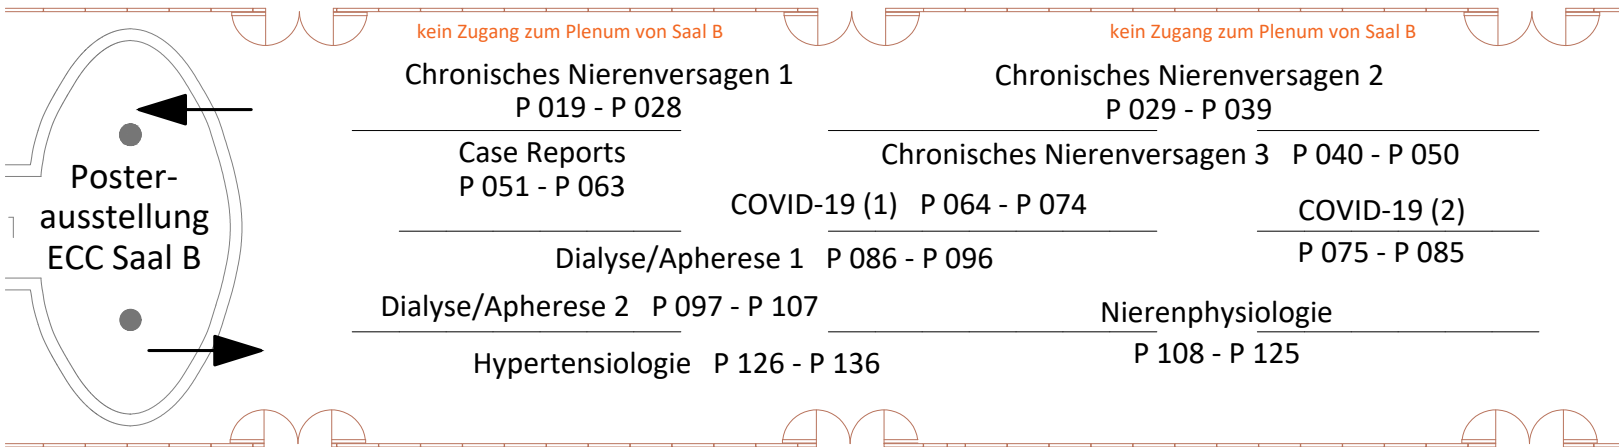 kein Zugang zum Plenum von Saal B
kein Zugang zum Plenum von Saal B
Chronisches Nierenversagen 1
P 019 - P 028
Chronisches Nierenversagen 2
P 029 - P 039
Poster-
ausstellung
ECC Saal B
Case Reports
P 051 - P 063
Chronisches Nierenversagen 3 P 040 - P 050
COVID-19 (1) P 064 - P 074
COVID-19 (2)
P 075 - P 085
Dialyse/Apherese 1 P 086 - P 096
Dialyse/Apherese 2 P 097 - P 107
Nierenphysiologie
P 108 - P 125
Hypertensiologie P 126 - P 136